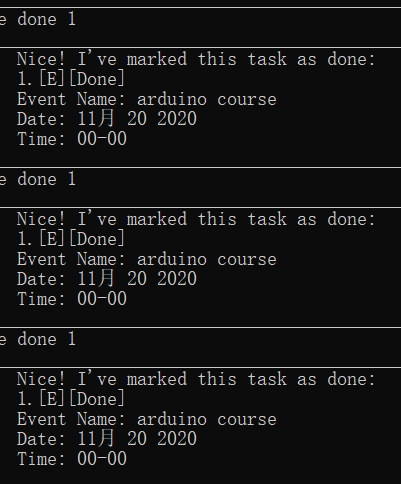 e done 1
Nice! I've marked this task as done:
1.[E][Done]
Event Name: arduino course
Date: 11月 20 2020
Time: 00-00
e done 1
Nice! I've marked this task as done:
1.[E][Done]
Event Name: arduino course
Date: 11月 20 2020
Time: 00-00
e done 1
Nice! I've marked this task as done:
1.[E][Done]
Event Name: arduino course
Date: 11月 20 2020
Time: 00-00